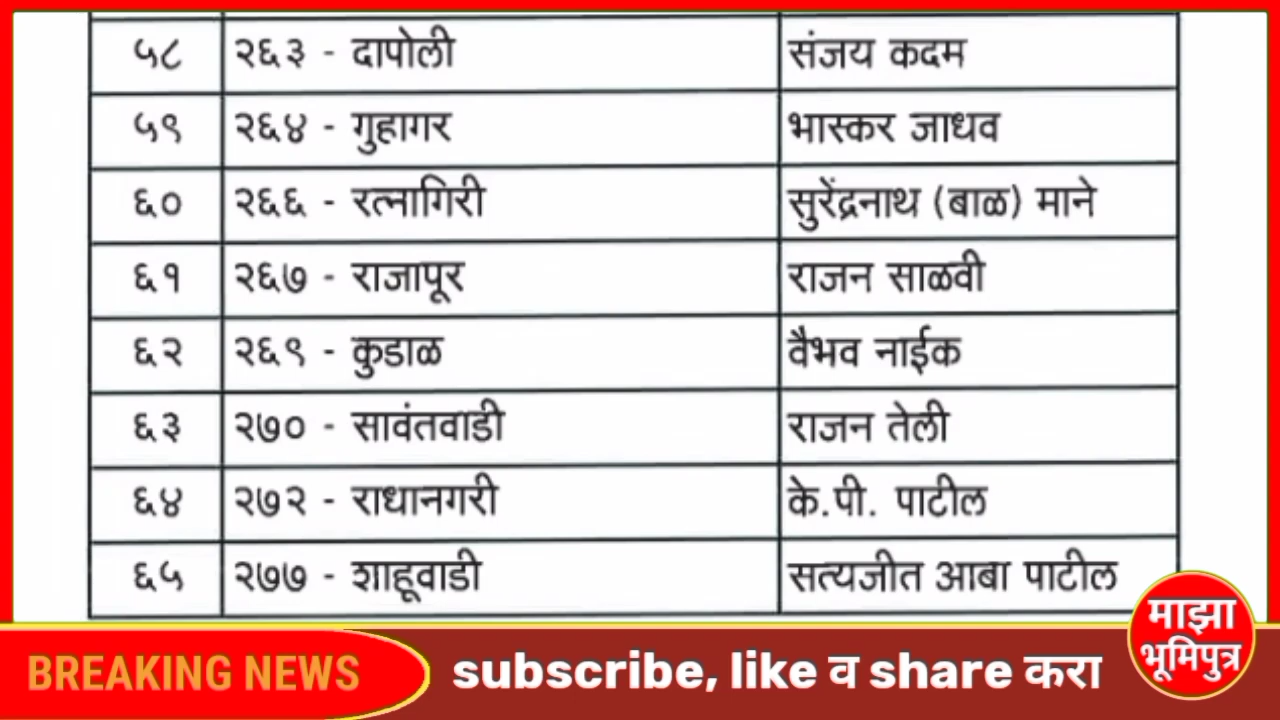 ५८ २६३ - दापोली संजय कदम
५९ २६४ - गुहागर भास्कर जाधव
६० २६६ - रत्नागिरी सुरेंद्रनाथ (बाळ) माने
६१ २६७ - राजापूर राजन साळवी
६२ २६९ - कुडाळ वैभव नाईक
६३ २७० - सावंतवाडी राजन तेली
६४ २७२ - राधानगरी के.पी. पाटील
६५ २७७ - शाहूवाडी सत्यजीत आबा पाटील
BREAKING NEWS subscribe, like व share करा
माझा
भूमिपुत्र